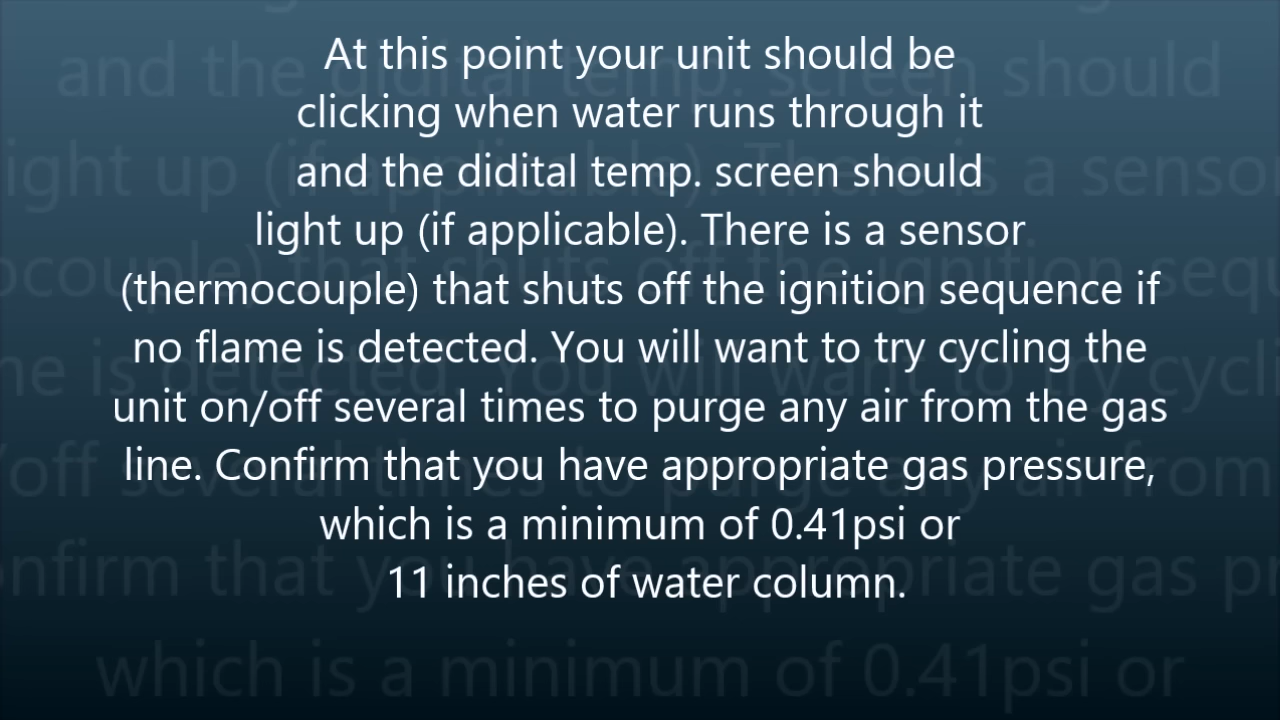 At this point your unit should be
clicking when water runs through it
and the didital temp. screen should
light up (if applicable). There is a sensor
(thermocouple) that shuts off the ignition sequence if
no flame is detected. You will want to try cycling the
unit on/off several times to purge any air from the gas
line. Confirm that you have appropriate gas pressure,
which is a minimum of 0.41psi or
11 inches of water column.